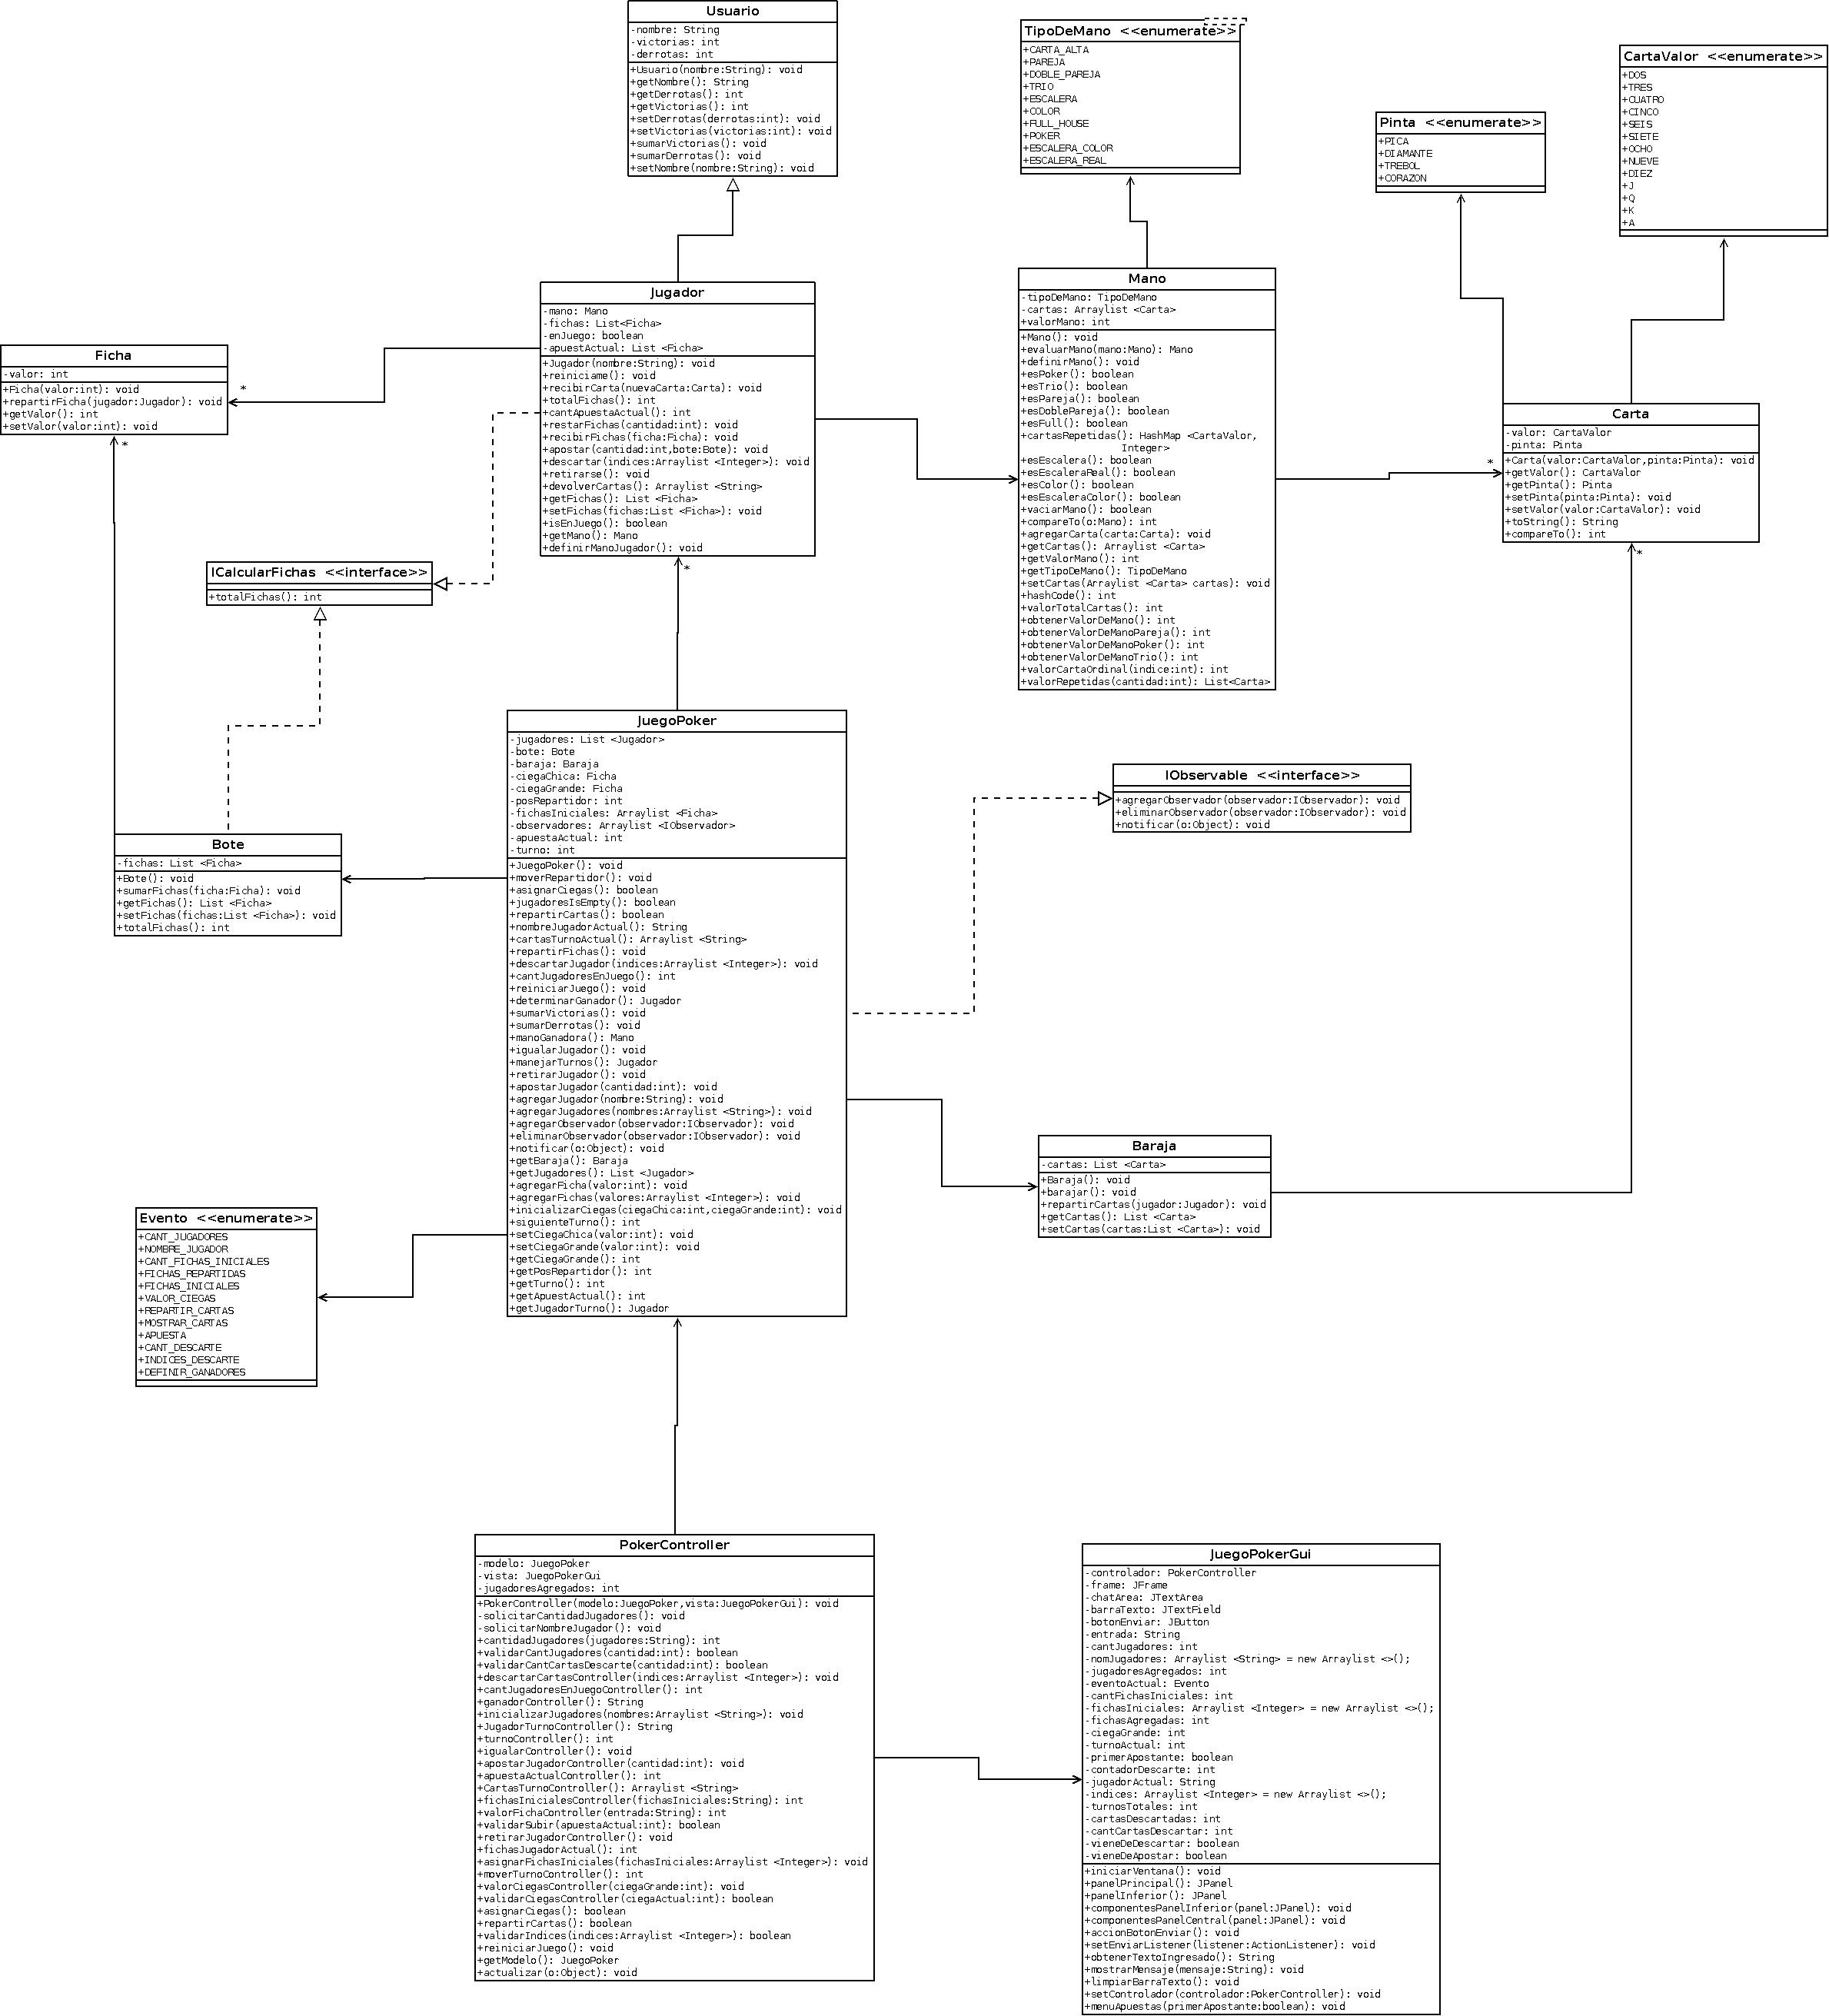 Usuario
-nombre: String
-victorias: int
-derrotas: int
+Usuario(nombre:String): void
+getNombre(): String
+getDerrotas(): int
+getVictorias(): int
+setDerrotas(derrotas:int): void
+setVictorias(victorias:int): void
+sumarVictorias(): void
+sumarDerrotas(): void
+setNombre(nombre:String): void
TipoDeMano <<enumerate>>
+CARTA_ALTA
+PAREJA
+DOBLE_PAREJA
+TRIO
+ESCALERA
+COLOR
+FULL_HOUSE
+POKER
+ESCALERA_COLOR
+ESCALERA_REAL
Pinta <<enumerate>>
+PICA
+DIAMANTE
+TREBOL
+CORAZON
CartaValor <<enumerate>>
+DOS
+TRES
+CUATRO
+CINCO
+SEIS
+SIETE
+OCHO
+NUEVE
+DIEZ
+J
+Q
+K
+A
Ficha
-valor: int
+Ficha(valor:int): void
+repartirFicha(jugador:Jugador): void
+getValor(): int
+setValor(valor:int): void
*
*
Jugador
-mano: Mano
-fichas: List<Ficha>
-enJuego: boolean
-apuestActual: List <Ficha>
+Jugador(nombre:String): void
+reiniciame(): void
+recibirCarta(nuevaCarta:Carta): void
+totalFichas(): int
+cantApuestaActual(): int
+restarFichas(cantidad:int): void
+recibirFichas(ficha:Ficha): void
+apostar(cantidad:int,bote:Bote): void
+descartar(indices:Arraylist <Integer>): void
+retirarse(): void
+devolverCartas(): Arraylist <String>
+getFichas(): List <Ficha>
+setFichas(fichas:List <Ficha>): void
+isEnJuego(): boolean
+getMano(): Mano
+definirManoJugador(): void
*
Mano
-tipoDeMano: TipoDeMano
-cartas: Arraylist <Carta>
+valorMano: int
+Mano(): void
+evaluarMano(mano:Mano): Mano
+definirMano(): void
+esPoker(): boolean
+esTrio(): boolean
+esPareja(): boolean
+esDoblePareja(): boolean
+esFull(): boolean
+cartasRepetidas(): HashMap <CartaValor,
Integer>
+esEscalera(): boolean
+esEscaleraReal(): boolean
+esColor(): boolean
+esEscaleraColor(): boolean
+vaciarMano(): boolean
+compareTo(o:Mano): int
+agregarCarta(carta:Carta): void
+getCartas(): Arraylist <Carta>
+getValorMano(): int
+getTipoDeMano(): TipoDeMano
+setCartas(Arraylist <Carta> cartas): void
+hashCode(): int
+valorTotalCartas(): int
+obtenerValorDeMano(): int
+obtenerValorDeManoPareja(): int
+obtenerValorDeManoPoker(): int
+obtenerValorDeManoTrio(): int
+valorCartaOrdinal(indice:int): int
+valorRepetidas(cantidad:int): List<Carta>
*
Carta
-valor: CartaValor
-pinta: Pinta
+Carta(valor:CartaValor,pinta:Pinta): void
+getValor(): CartaValor
+getPinta(): Pinta
+setPinta(pinta:Pinta): void
+setValor(valor:CartaValor): void
+toString(): String
+compareTo(): int
*
ICalcularFichas <<interface>>
+totalFichas(): int
JuegoPoker
-jugadores: List <Jugador>
-bote: Bote
-baraja: Baraja
-ciegaChica: Ficha
-ciegaGrande: Ficha
-posRepartidor: int
-fichasIniciales: Arraylist <Ficha>
-observadores: Arraylist <IObservador>
-apuestaActual: int
-turno: int
+JuegoPoker(): void
+moverRepartidor(): void
+asignarCiegas(): boolean
+jugadoresIsEmpty(): boolean
+repartirCartas(): boolean
+nombreJugadorActual(): String
+cartasTurnoActual(): Arraylist <String>
+repartirFichas(): void
+descartarJugador(indices:Arraylist <Integer>): void
+cantJugadoresEnJuego(): int
+reiniciarJuego(): void
+determinarGanador(): Jugador
+sumarVictorias(): void
+sumarDerrotas(): void
+manoGanadora(): Mano
+igualarJugador(): void
+manejarTurnos(): Jugador
+retirarJugador(): void
+apostarJugador(cantidad:int): void
+agregarJugador(nombre:String): void
+agregarJugadores(nombres:Arraylist <String>): void
+agregarObservador(observador:IObservador): void
+eliminarObservador(observador:IObservador): void
+notificar(o:Object): void
+getBaraja(): Baraja
+getJugadores(): List <Jugador>
+agregarFicha(valor:int): void
+agregarFichas(valores:Arraylist <Integer>): void
+inicializarCiegas(ciegaChica:int,ciegaGrande:int): void
+siguienteTurno(): int
+setCiegaChica(valor:int): void
+setCiegaGrande(valor:int): void
+getCiegaGrande(): int
+getPosRepartidor(): int
+getTurno(): int
+getApuestActual(): int
+getJugadorTurno(): Jugador
IObservable <<interface>>
+agregarObservador(observador:IObservador): void
+eliminarObservador(observador:IObservador): void
+notificar(o:Object): void
Bote
-fichas: List <Ficha>
+Bote(): void
+sumarFichas(ficha:Ficha): void
+getFichas(): List <Ficha>
+setFichas(fichas:List <Ficha>): void
+totalFichas(): int
Baraja
-cartas: List <Carta>
+Baraja(): void
+barajar(): void
+repartirCartas(jugador:Jugador): void
+getCartas(): List <Carta>
+setCartas(cartas:List <Carta>): void
Evento <<enumerate>>
+CANT_JUGADORES
+NOMBRE_JUGADOR
+CANT_FICHAS_INICIALES
+FICHAS_REPARTIDAS
+FICHAS_INICIALES
+VALOR_CIEGAS
+REPARTIR_CARTAS
+MOSTRAR_CARTAS
+APUESTA
+CANT_DESCARTE
+INDICES_DESCARTE
+DEFINIR_GANADORES
PokerController
-modelo: JuegoPoker
-vista: JuegoPokerGui
-jugadoresAgregados: int
+PokerController(modelo:JuegoPoker,vista:JuegoPokerGui): void
-solicitarCantidadJugadores(): void
-solicitarNombreJugador(): void
+cantidadJugadores(jugadores:String): int
+validarCantJugadores(cantidad:int): boolean
+validarCantCartasDescarte(cantidad:int): boolean
+descartarCartasController(indices:Arraylist <Integer>): void
+cantJugadoresEnJuegoController(): int
+ganadorController(): String
+inicializarJugadores(nombres:Arraylist <String>): void
+JugadorTurnoController(): String
+turnoController(): int
+igualarController(): void
+apostarJugadorController(cantidad:int): void
+apuestaActualController(): int
+CartasTurnoController(): Arraylist <String>
+fichasInicialesController(fichasIniciales:String): int
+valorFichaController(entrada:String): int
+validarSubir(apuestaActual:int): boolean
+retirarJugadorController(): void
+fichasJugadorActual(): int
+asignarFichasIniciales(fichasIniciales:Arraylist <Integer>): void
+moverTurnoController(): int
+valorCiegasController(ciegaGrande:int): void
+validarCiegasController(ciegaActual:int): boolean
+asignarCiegas(): boolean
+repartirCartas(): boolean
+validarIndices(indices:Arraylist <Integer>): boolean
+reiniciarJuego(): void
+getModelo(): JuegoPoker
+actualizar(o:Object): void
JuegoPokerGui
-controlador: PokerController
-frame: JFrame
-chatArea: JTextArea
-barraTexto: JTextField
-botonEnviar: JButton
-entrada: String
-cantJugadores: int
-nomJugadores: Arraylist <String> = new Arraylist <>();
-jugadoresAgregados: int
-eventoActual: Evento
-cantFichasIniciales: int
-fichasIniciales: Arraylist <Integer> = new Arraylist <>();
-fichasAgregadas: int
-ciegaGrande: int
-turnoActual: int
-primerApostante: boolean
-contadorDescarte: int
-jugadorActual: String
-indices: Arraylist <Integer> = new Arraylist <>();
-turnosTotales: int
-cartasDescartadas: int
-cantCartasDescartar: int
-vieneDeDescartar: boolean
-vieneDeApostar: boolean
+iniciarVentana(): void
+panelPrincipal(): JPanel
+panelInferior(): JPanel
+componentesPanelInferior(panel:JPanel): void
+componentesPanelCentral(panel:JPanel): void
+accionBotonEnviar(): void
+setEnviarListener(listener:ActionListener): void
+obtenerTextoIngresado(): String
+mostrarMensaje(mensaje:String): void
+limpiarBarraTexto(): void
+setControlador(controlador:PokerController): void
+menuApuestas(primerApostante:boolean): void